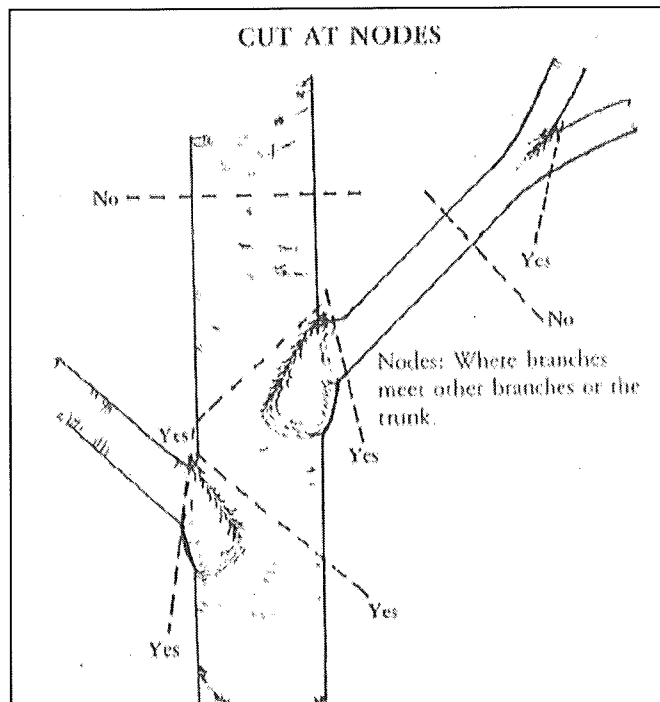 CUT AT NODES
No
Yes
No
Nodes: Where branches
meet other branches or the
trunk.
Yes
Yes
Yes
Yes